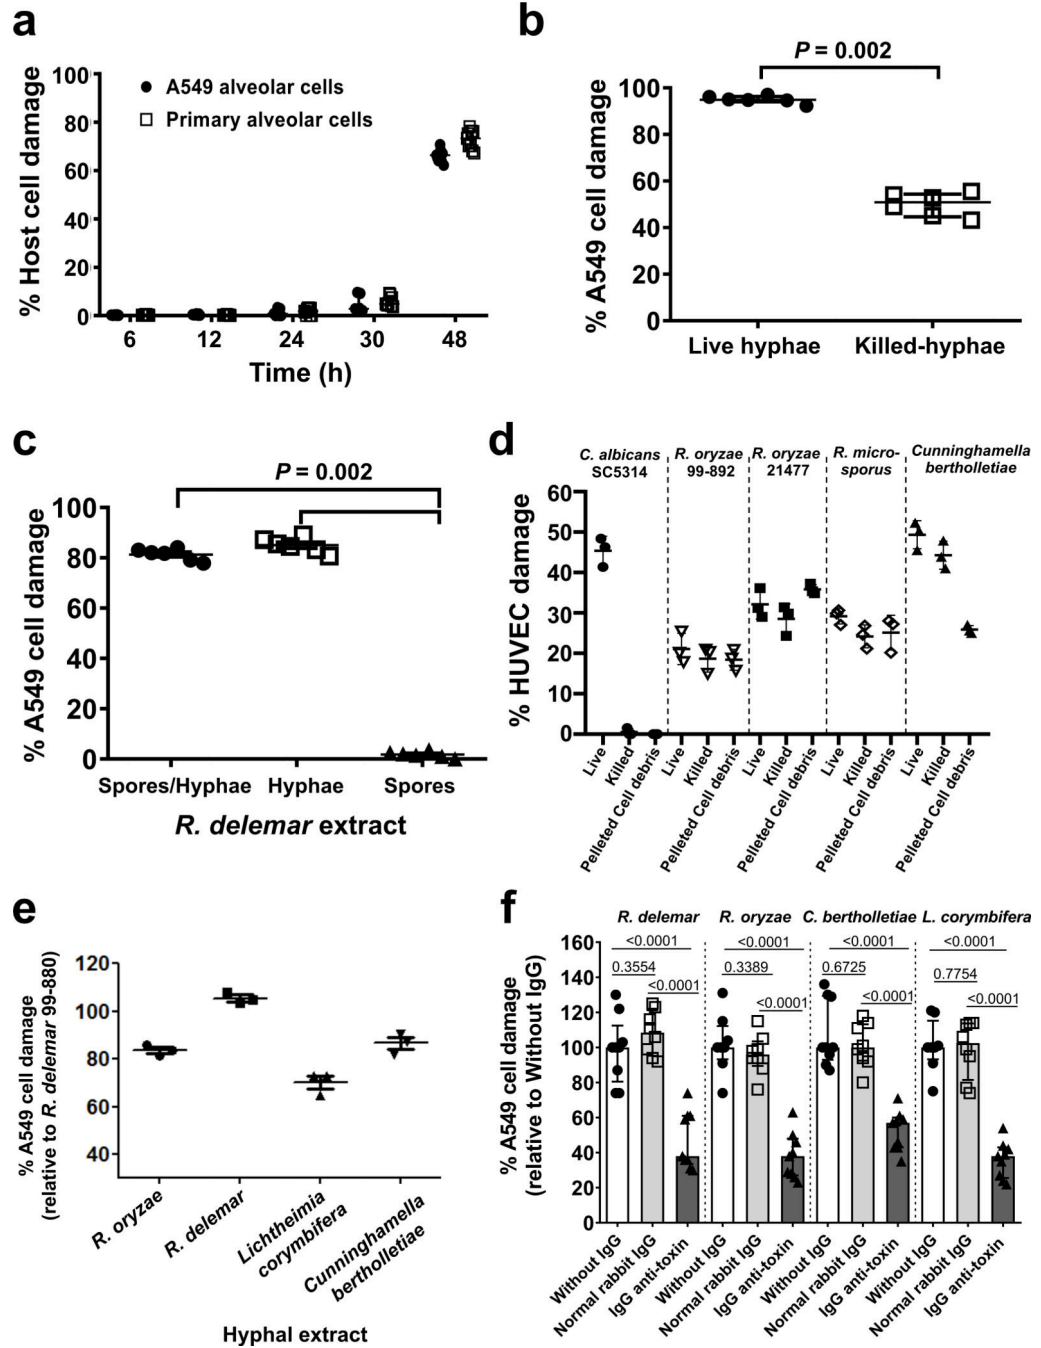 a
% Host cell damage
100
80
60
40
20
0
A549 alveolar cells
Primary alveolar cells
6 12 24 30 48
Time (h)
b
P = 0.002
% A549 cell damage
100
80
60
40
20
0
Live hyphae Killed-hyphae
c
P = 0.002
% A549 cell damage
100
80
60
40
20
0
Spores/Hyphae Hyphae Spores
R. delemar extract
d
C. albicans
SC5314
R. oryzae
99-892
R. oryzae
21477
R. micro-
sporus
Cunninghamella
bertholletiae
% HUVEC damage
60
50
40
30
20
10
0
Live
Killed
Pelleted Cell debris
Live
Killed
Pelleted Cell debris
Live
Killed
Pelleted Cell debris
Live
Killed
Pelleted Cell debris
Live
Killed
Pelleted Cell debris
e
% A549 cell damage
(relative to R. delemar 99-880)
120
100
80
60
40
R. oryzae
R. delemar
Lichtheimia
corymbifera
Cunninghamella
bertholletiae
Hyphal extract
f
R. delemar R. oryzae C. bertholletiae L. corymbifera
% A549 cell damage
(relative to Without IgG)
160
140
120
100
80
60
40
20
0
<0.0001 <0.0001 <0.0001 <0.0001
0.3554 0.3389 0.6725 0.7754
<0.0001 <0.0001 <0.0001 <0.0001
Without IgG
Normal rabbit IgG
IgG anti-toxin
Without IgG
Normal rabbit IgG
IgG anti-toxin
Without IgG
Normal rabbit IgG
IgG anti-toxin
Without IgG
Normal rabbit IgG
IgG anti-toxin